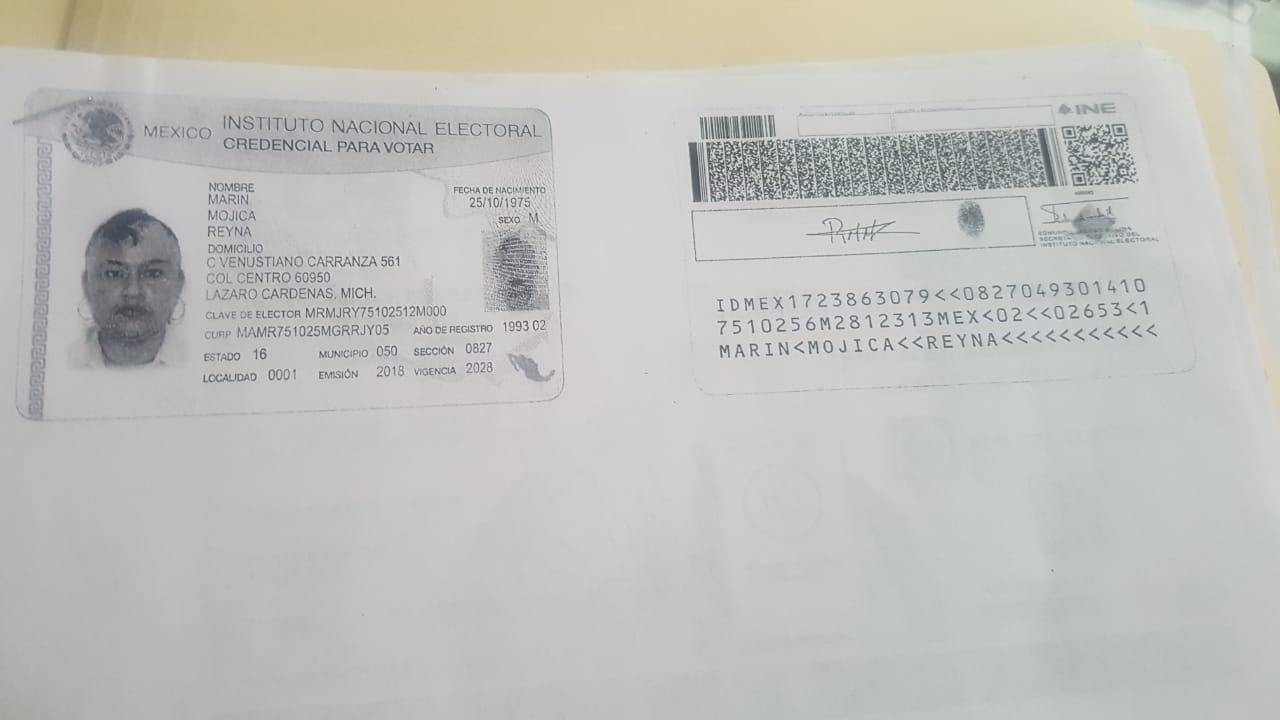 MÉXICO INSTITUTO NACIONAL ELECTORAL
CREDENCIAL PARA VOTAR
NOMBRE
MARIN
MOJICA
REYNA
FECHA DE NACIMIENTO
25/10/1975
SEXO M
DOMICILIO
C VENUSTIANO CARRANZA 561
COL CENTRO 60950
LAZARO CARDENAS, MICH.
CLAVE DE ELECTOR MRMJRY75102512M000
CURP MAMR751025MGRRJY05 AÑO DE REGISTRO 1993 02
ESTADO 16 MUNICIPIO 050 SECCIÓN 0827
LOCALIDAD 0001 EMISIÓN 2018 VIGENCIA 2028
INE
INSTITUTO NACIONAL ELECTORAL
IDMEX1723863079<<0827049301410
7510256M2812313MEX<02<<02653<1
MARIN<MOJICA<<REYNA<<<<<<<<<<<